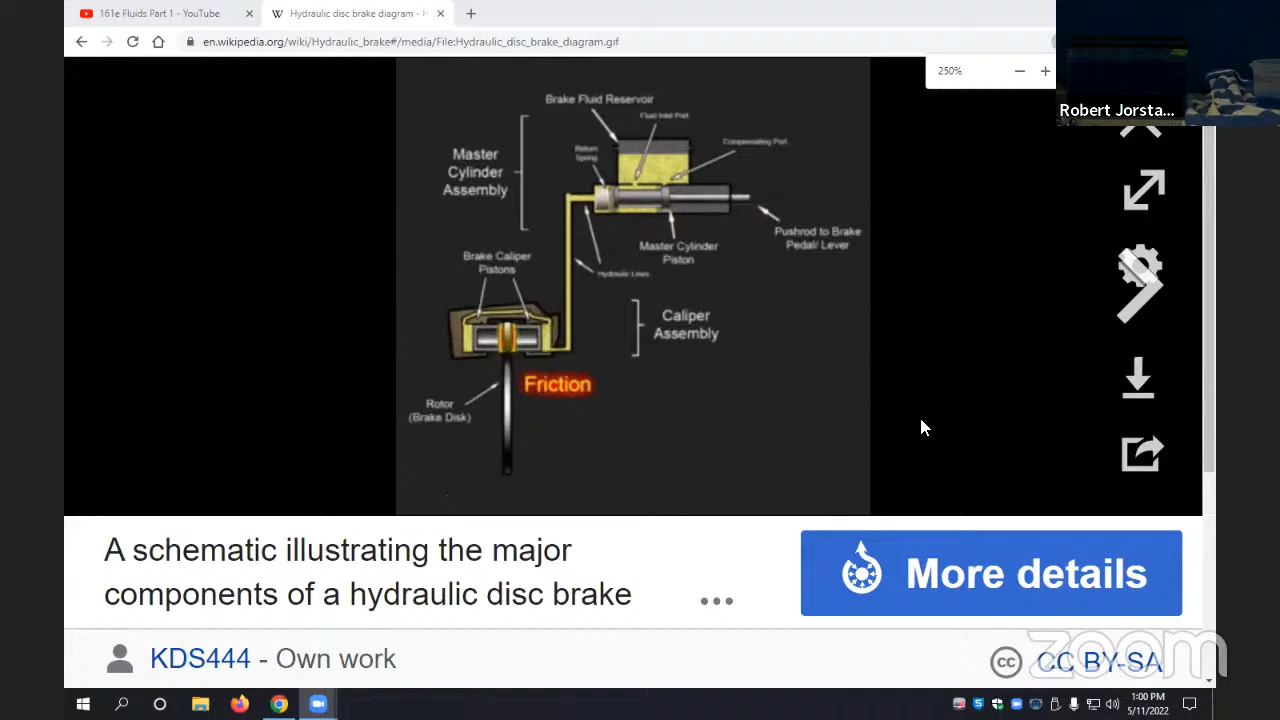 161e Fluids Part 1 - YouTube
Hydraulic disc brake diagram - H
en.wikipedia.org/wiki/Hydraulic_brake#/media/File:Hydraulic_disc_brake_diagram.gif
250%
Robert Jorsta...
Brake Fluid Reservoir
Fluid Inlet Port
Compensating Port
Return
Spring
Master
Cylinder
Assembly
Pushrod to Brake
Pedal/ Lever
Master Cylinder
Piston
Brake Caliper
Pistons
Hydraulic Lines
Caliper
Assembly
Friction
Rotor
(Brake Disk)
A schematic illustrating the major
components of a hydraulic disc brake
...
More details
KDS444 - Own work
cc CC BY-SA
zoom
1:00 PM
5/11/2022